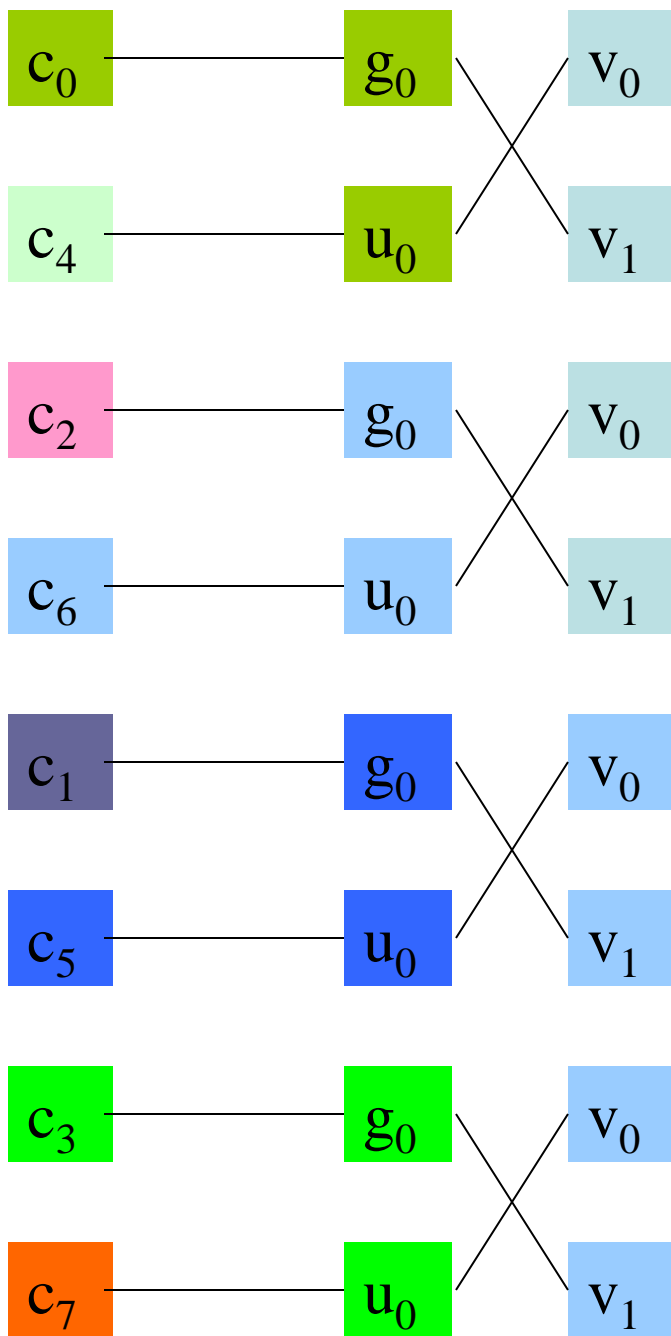 c₀ g₀ v₀
c₄ u₀ v₁
c₂ g₀ v₀
c₆ u₀ v₁
c₁ g₀ v₀
c₅ u₀ v₁
c₃ g₀ v₀
c₇ u₀ v₁